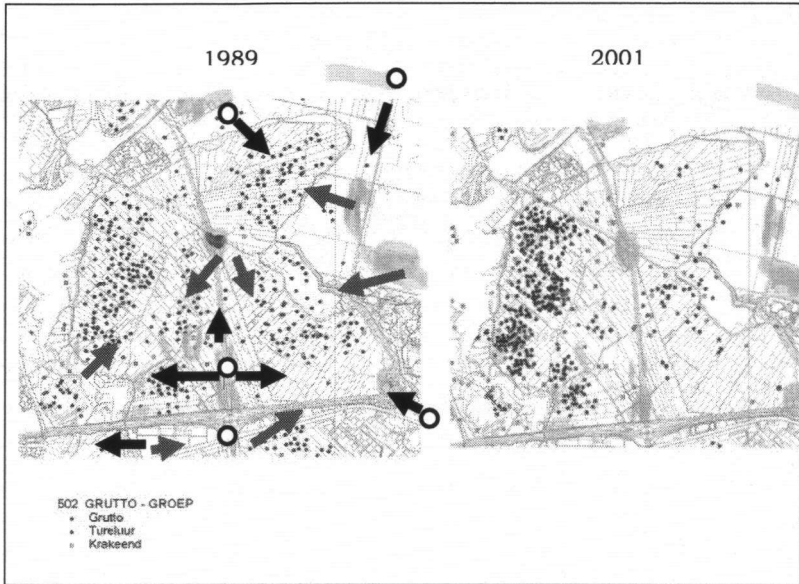 1989
2001
502 GRUTTO - GROEP
Grutto
Tureluur
Krakeend